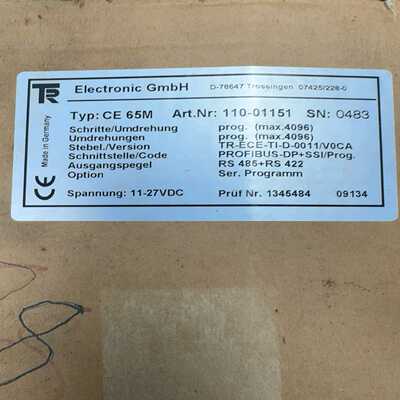 TR Electronic GmbH D-78647 Trossingen 07425/228-0
Typ: CE 65M Art.Nr: 110-01151 SN: 0483
Schritte/Umdrehung prog. (max.4096)
Umdrehungen prog. (max.4096)
Stebel./Version TR-ECE-TI-D-0011/V0CA
Schnittstelle/Code PROFIBUS-DP+SSI/Prog.
Ausgangspegel RS 485+RS 422
Option Ser. Programm
Spannung: 11-27VDC Prüf Nr. 1345484 09134
Made in Germany
CE